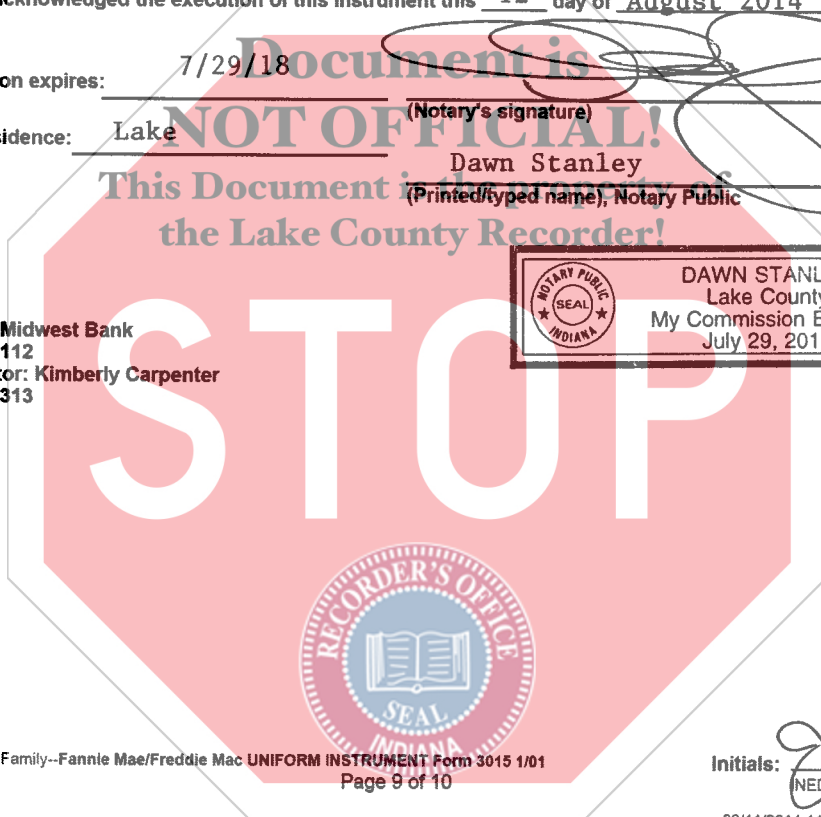 acknowledged the execution of this instrument this 12 day of August 2014
on expires: 7/29/18
Document is
(Notary's signature)
NOT OFFICIAL!
idence: Lake
Dawn Stanley
This Document is the property of
(Printed/typed name), Notary Public
the Lake County Recorder!
NOTARY PUBLIC
SEAL
INDIANA
DAWN STANL
Lake County
My Commission E
July 29, 201
Midwest Bank
112
or: Kimberly Carpenter
313
STOP
RECORDER'S OFFICE
SEAL
INDIANA
Family--Fannie Mae/Freddie Mac UNIFORM INSTRUMENT Form 3015 1/01
Page 9 of 10
Initials:
INED